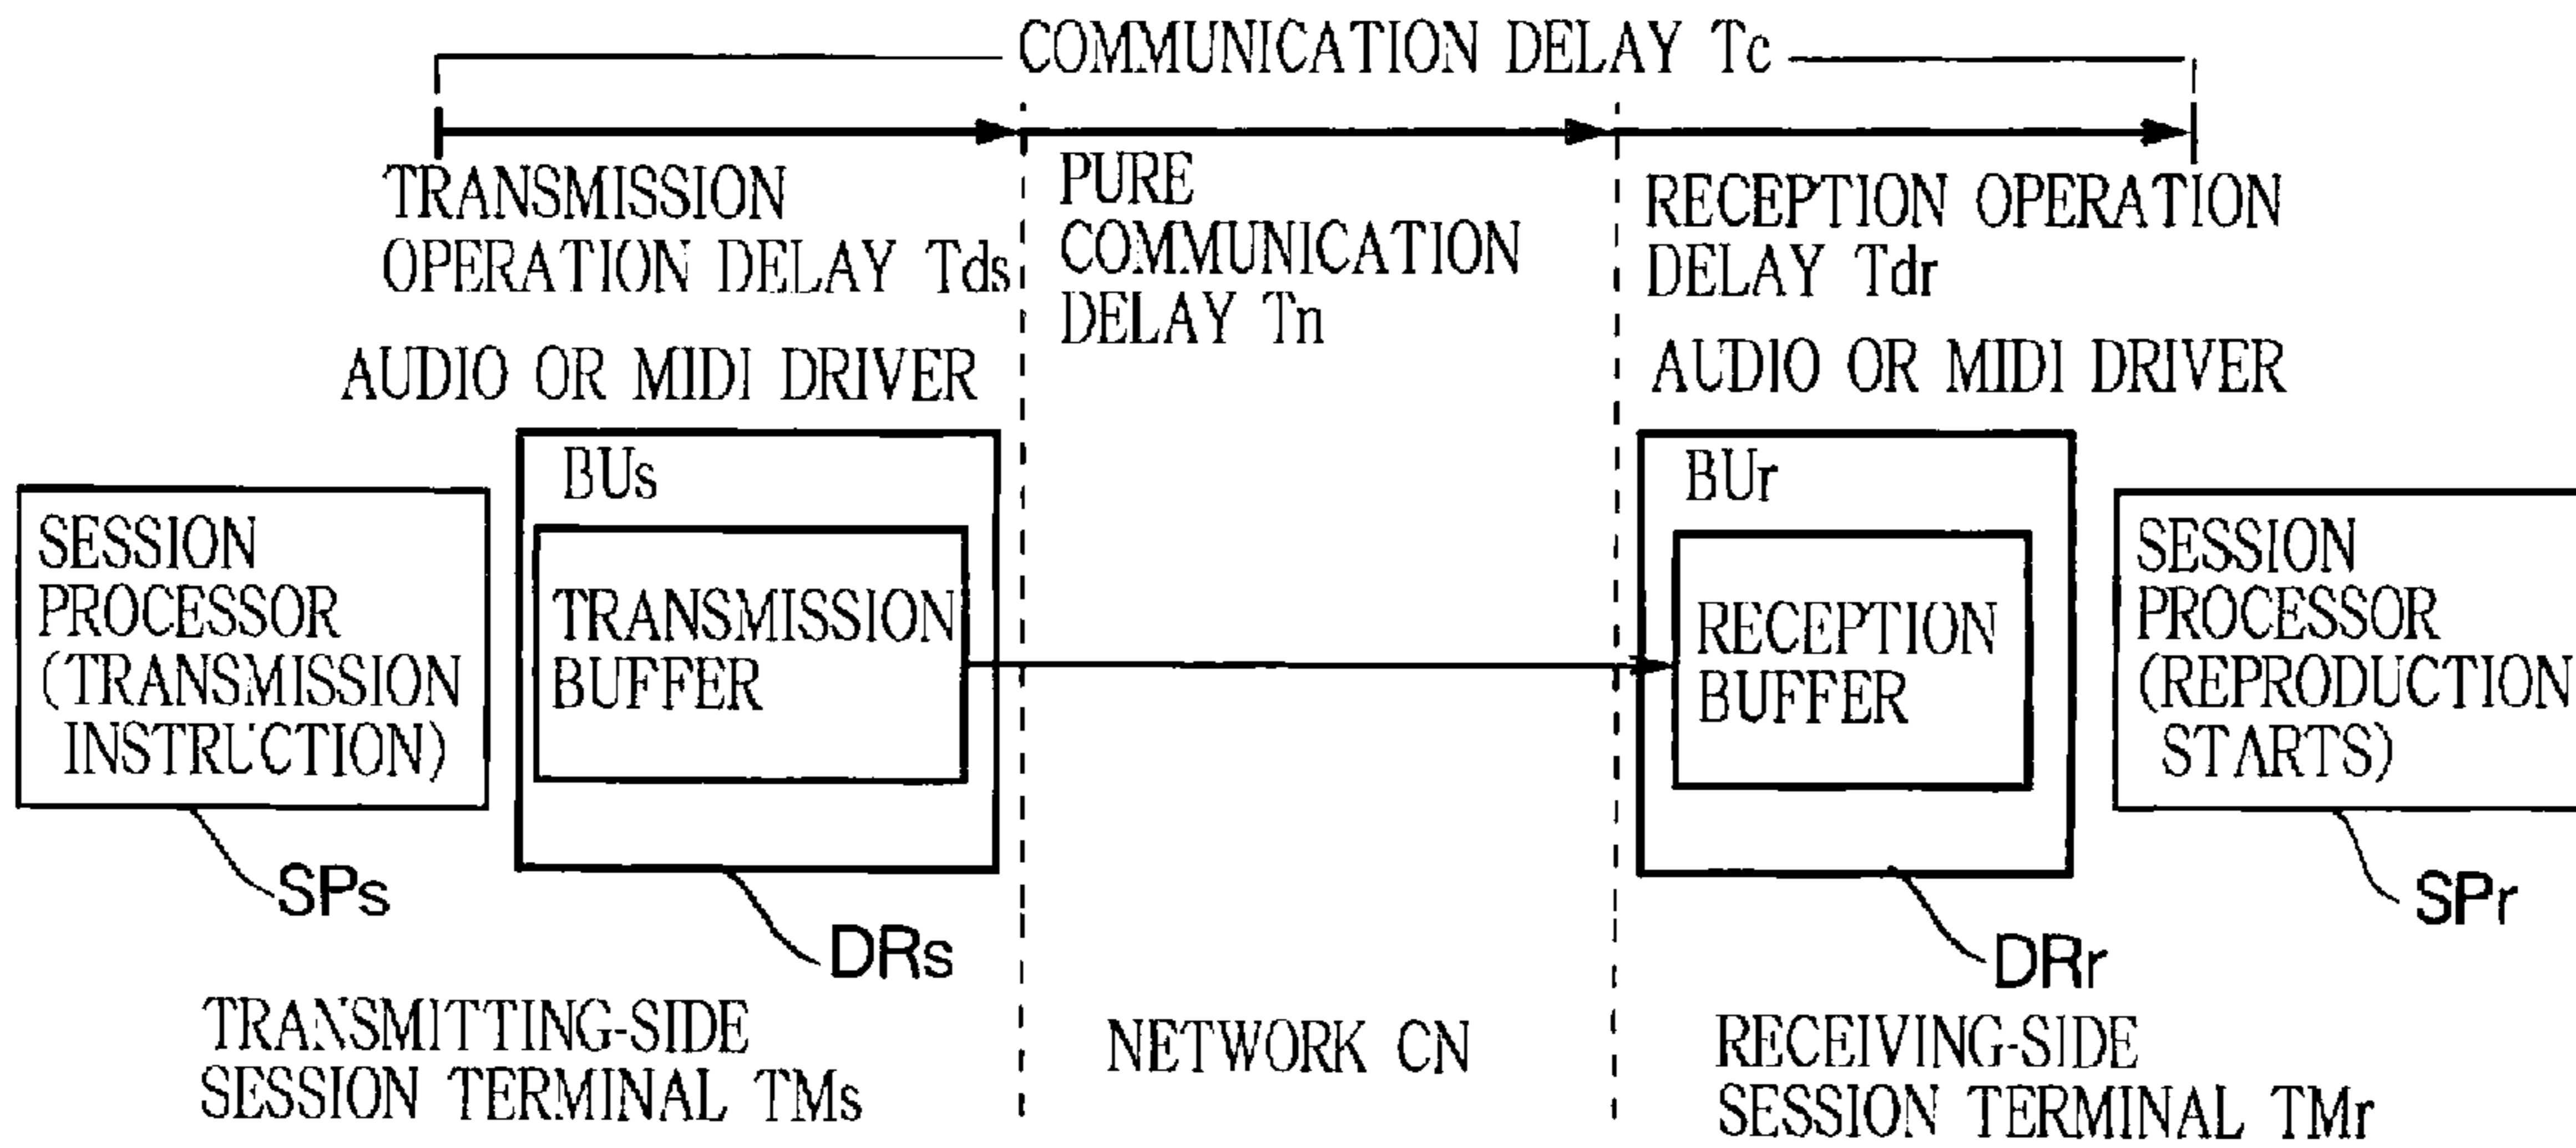 COMMUNICATION DELAY Tc
TRANSMISSION
OPERATION DELAY Tds
PURE
COMMUNICATION
DELAY Tn
RECEPTION OPERATION
DELAY Tdr
AUDIO OR MIDI DRIVER
AUDIO OR MIDI DRIVER
SESSION
PROCESSOR
(TRANSMISSION
INSTRUCTION)
BUs
TRANSMISSION
BUFFER
BUr
RECEPTION
BUFFER
SESSION
PROCESSOR
(REPRODUCTION
STARTS)
SPs
DRs
DRr
SPr
TRANSMITTING-SIDE
SESSION TERMINAL TMs
NETWORK CN
RECEIVING-SIDE
SESSION TERMINAL TMr